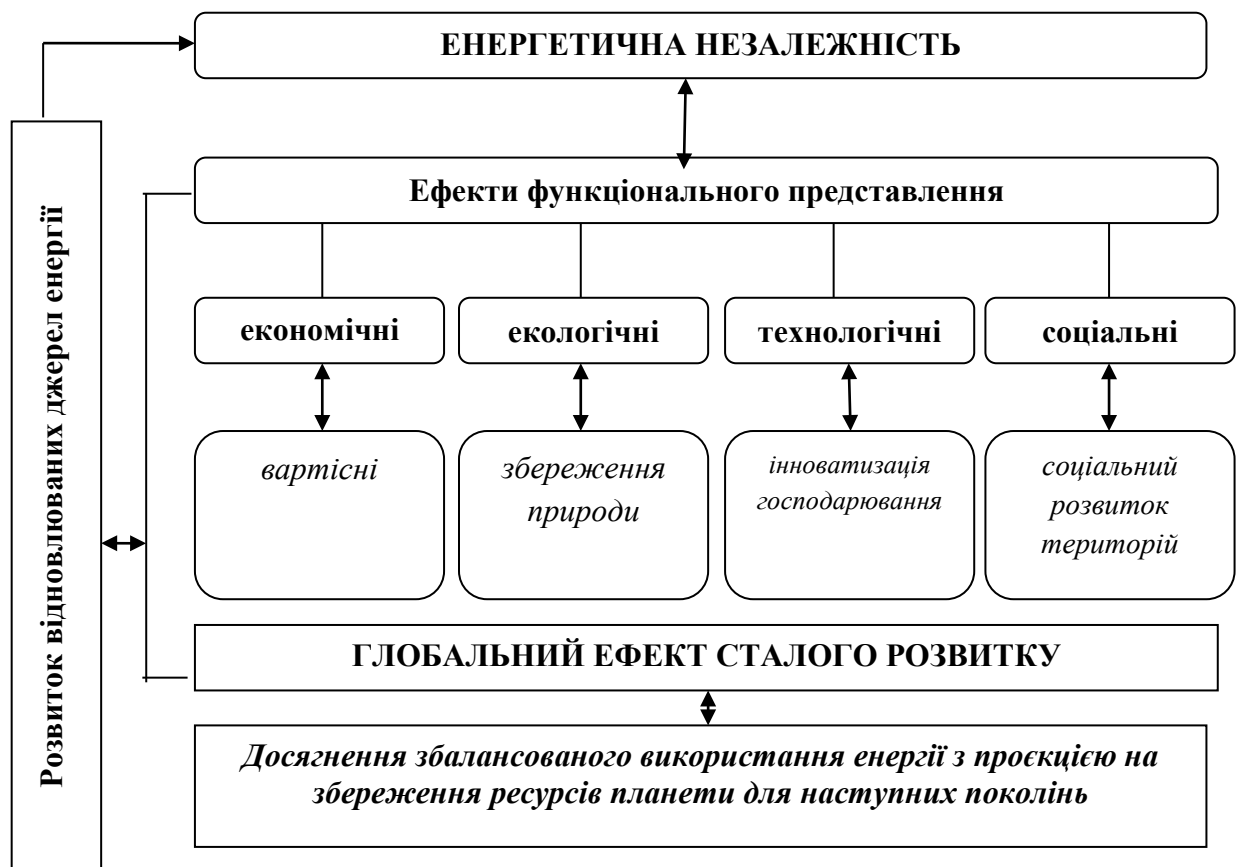 ЕНЕРГЕТИЧНА НЕЗАЛЕЖНІСТЬ
Розвиток відновлюваних джерел енергії
Ефекти функціонального представлення
економічні
екологічні
технологічні
соціальні
вартісні
збереження
природи
інноватизація
господарювання
соціальний
розвиток
територій
ГЛОБАЛЬНИЙ ЕФЕКТ СТАЛОГО РОЗВИТКУ
Досягнення збалансованого використання енергії з проєкцією на
збереження ресурсів планети для наступних поколінь